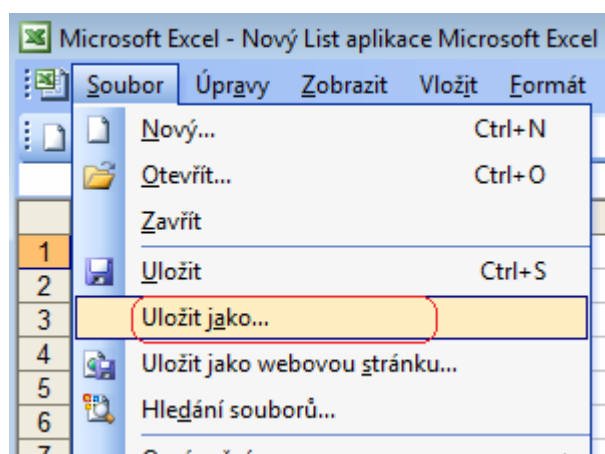 Microsoft Excel - Nový List aplikace Microsoft Excel
Soubor Úpravy Zobrazit Vložit Formát
Nový... Ctrl+N
Otevřít... Ctrl+O
Zavřít
1
Uložit Ctrl+S
2
3 Uložit jako...
4 Uložit jako webovou stránku...
5
6 Hledání souborů...
7